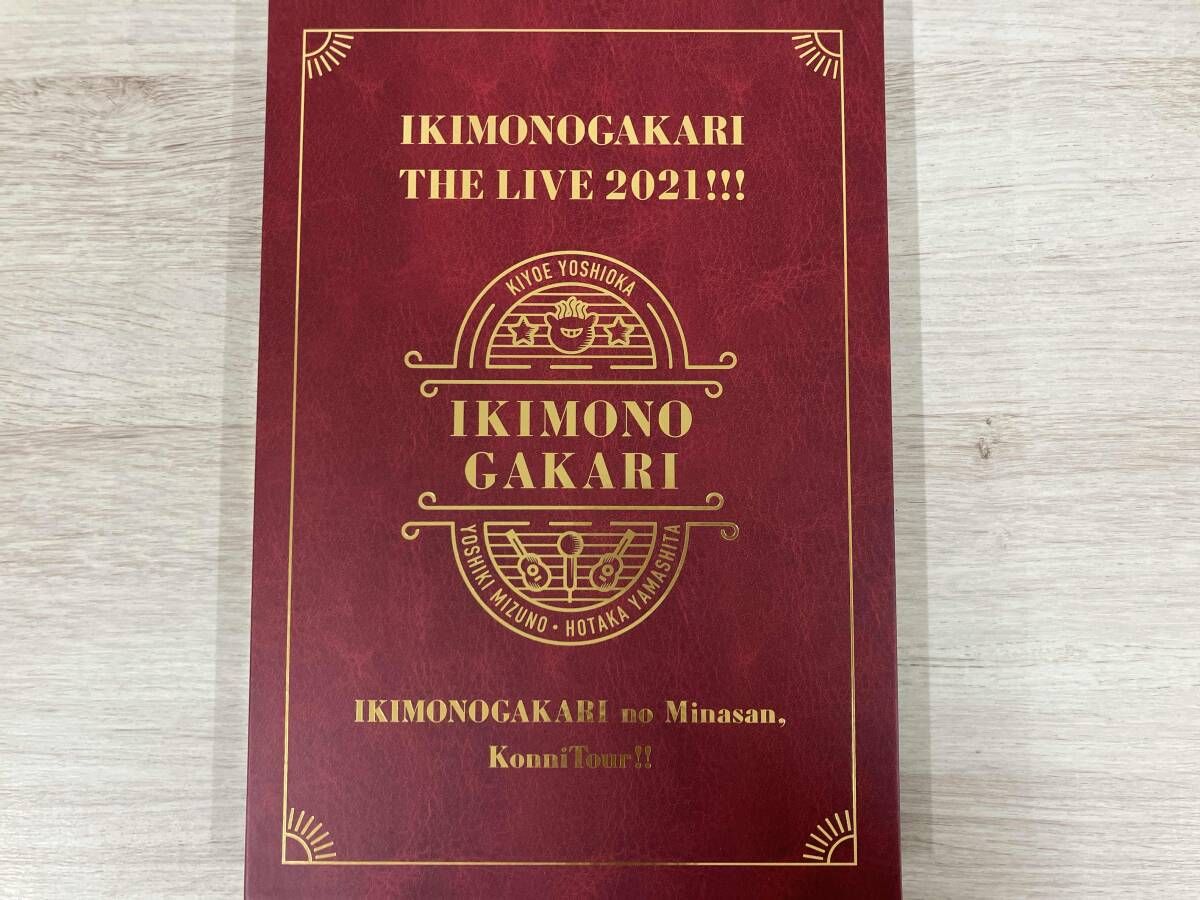 IKIMONOGAKARI
THE LIVE 2021!!!
KIYOE YOSHIOKA
IKIMONO
GAKARI
YOSHIKI MIZUNO・HOTAKA YAMASHITA
IKIMONOGAKARI no Minasan,
KonniTour!!